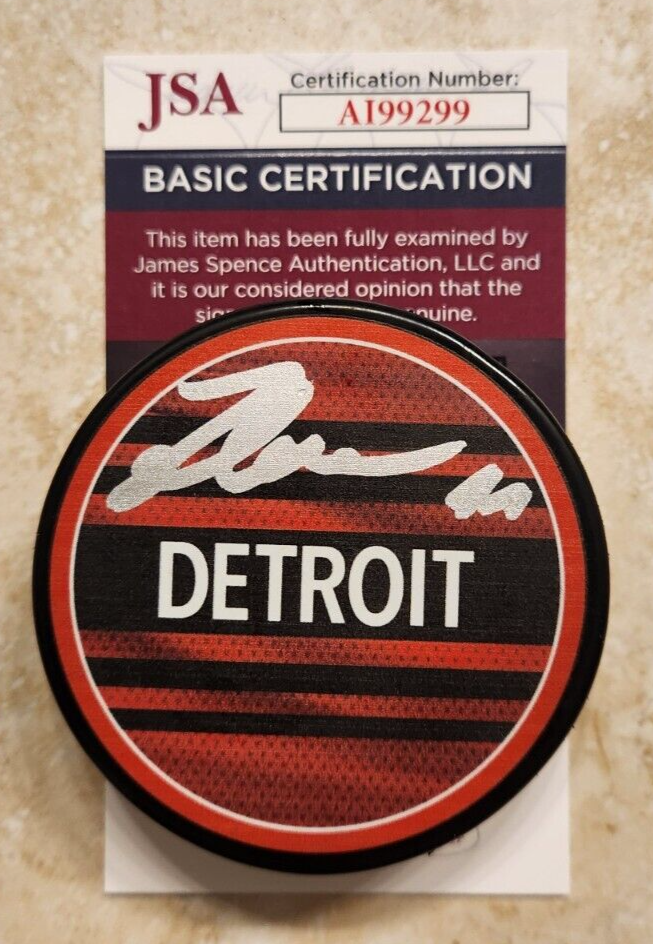 JSA
Certification Number:
AI99299
BASIC CERTIFICATION
This item has been fully examined by
James Spence Authentication, LLC and
it is our considered opinion that the
DETROIT